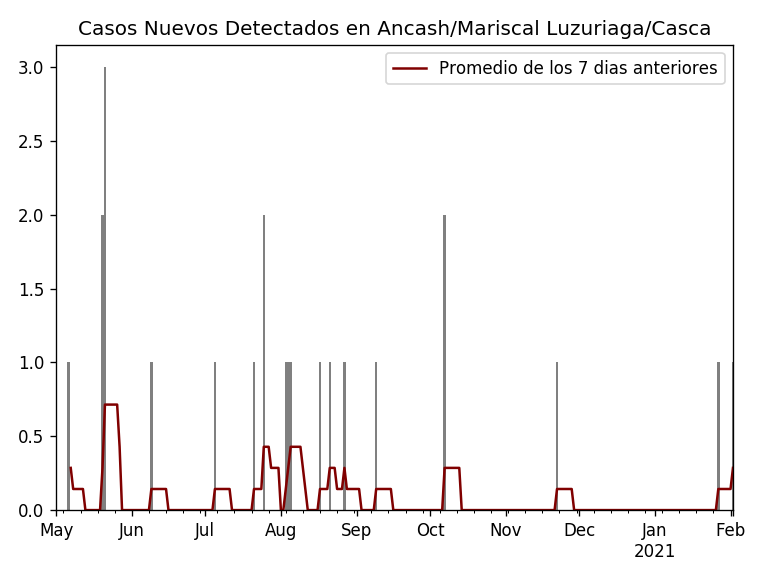 Casos Nuevos Detectados en Ancash/Mariscal Luzuriaga/Casca
Promedio de los 7 dias anteriores
3.0
2.5
2.0
1.5
1.0
0.5
0.0
May Jun Jul Aug Sep Oct Nov Dec Jan Feb
2021